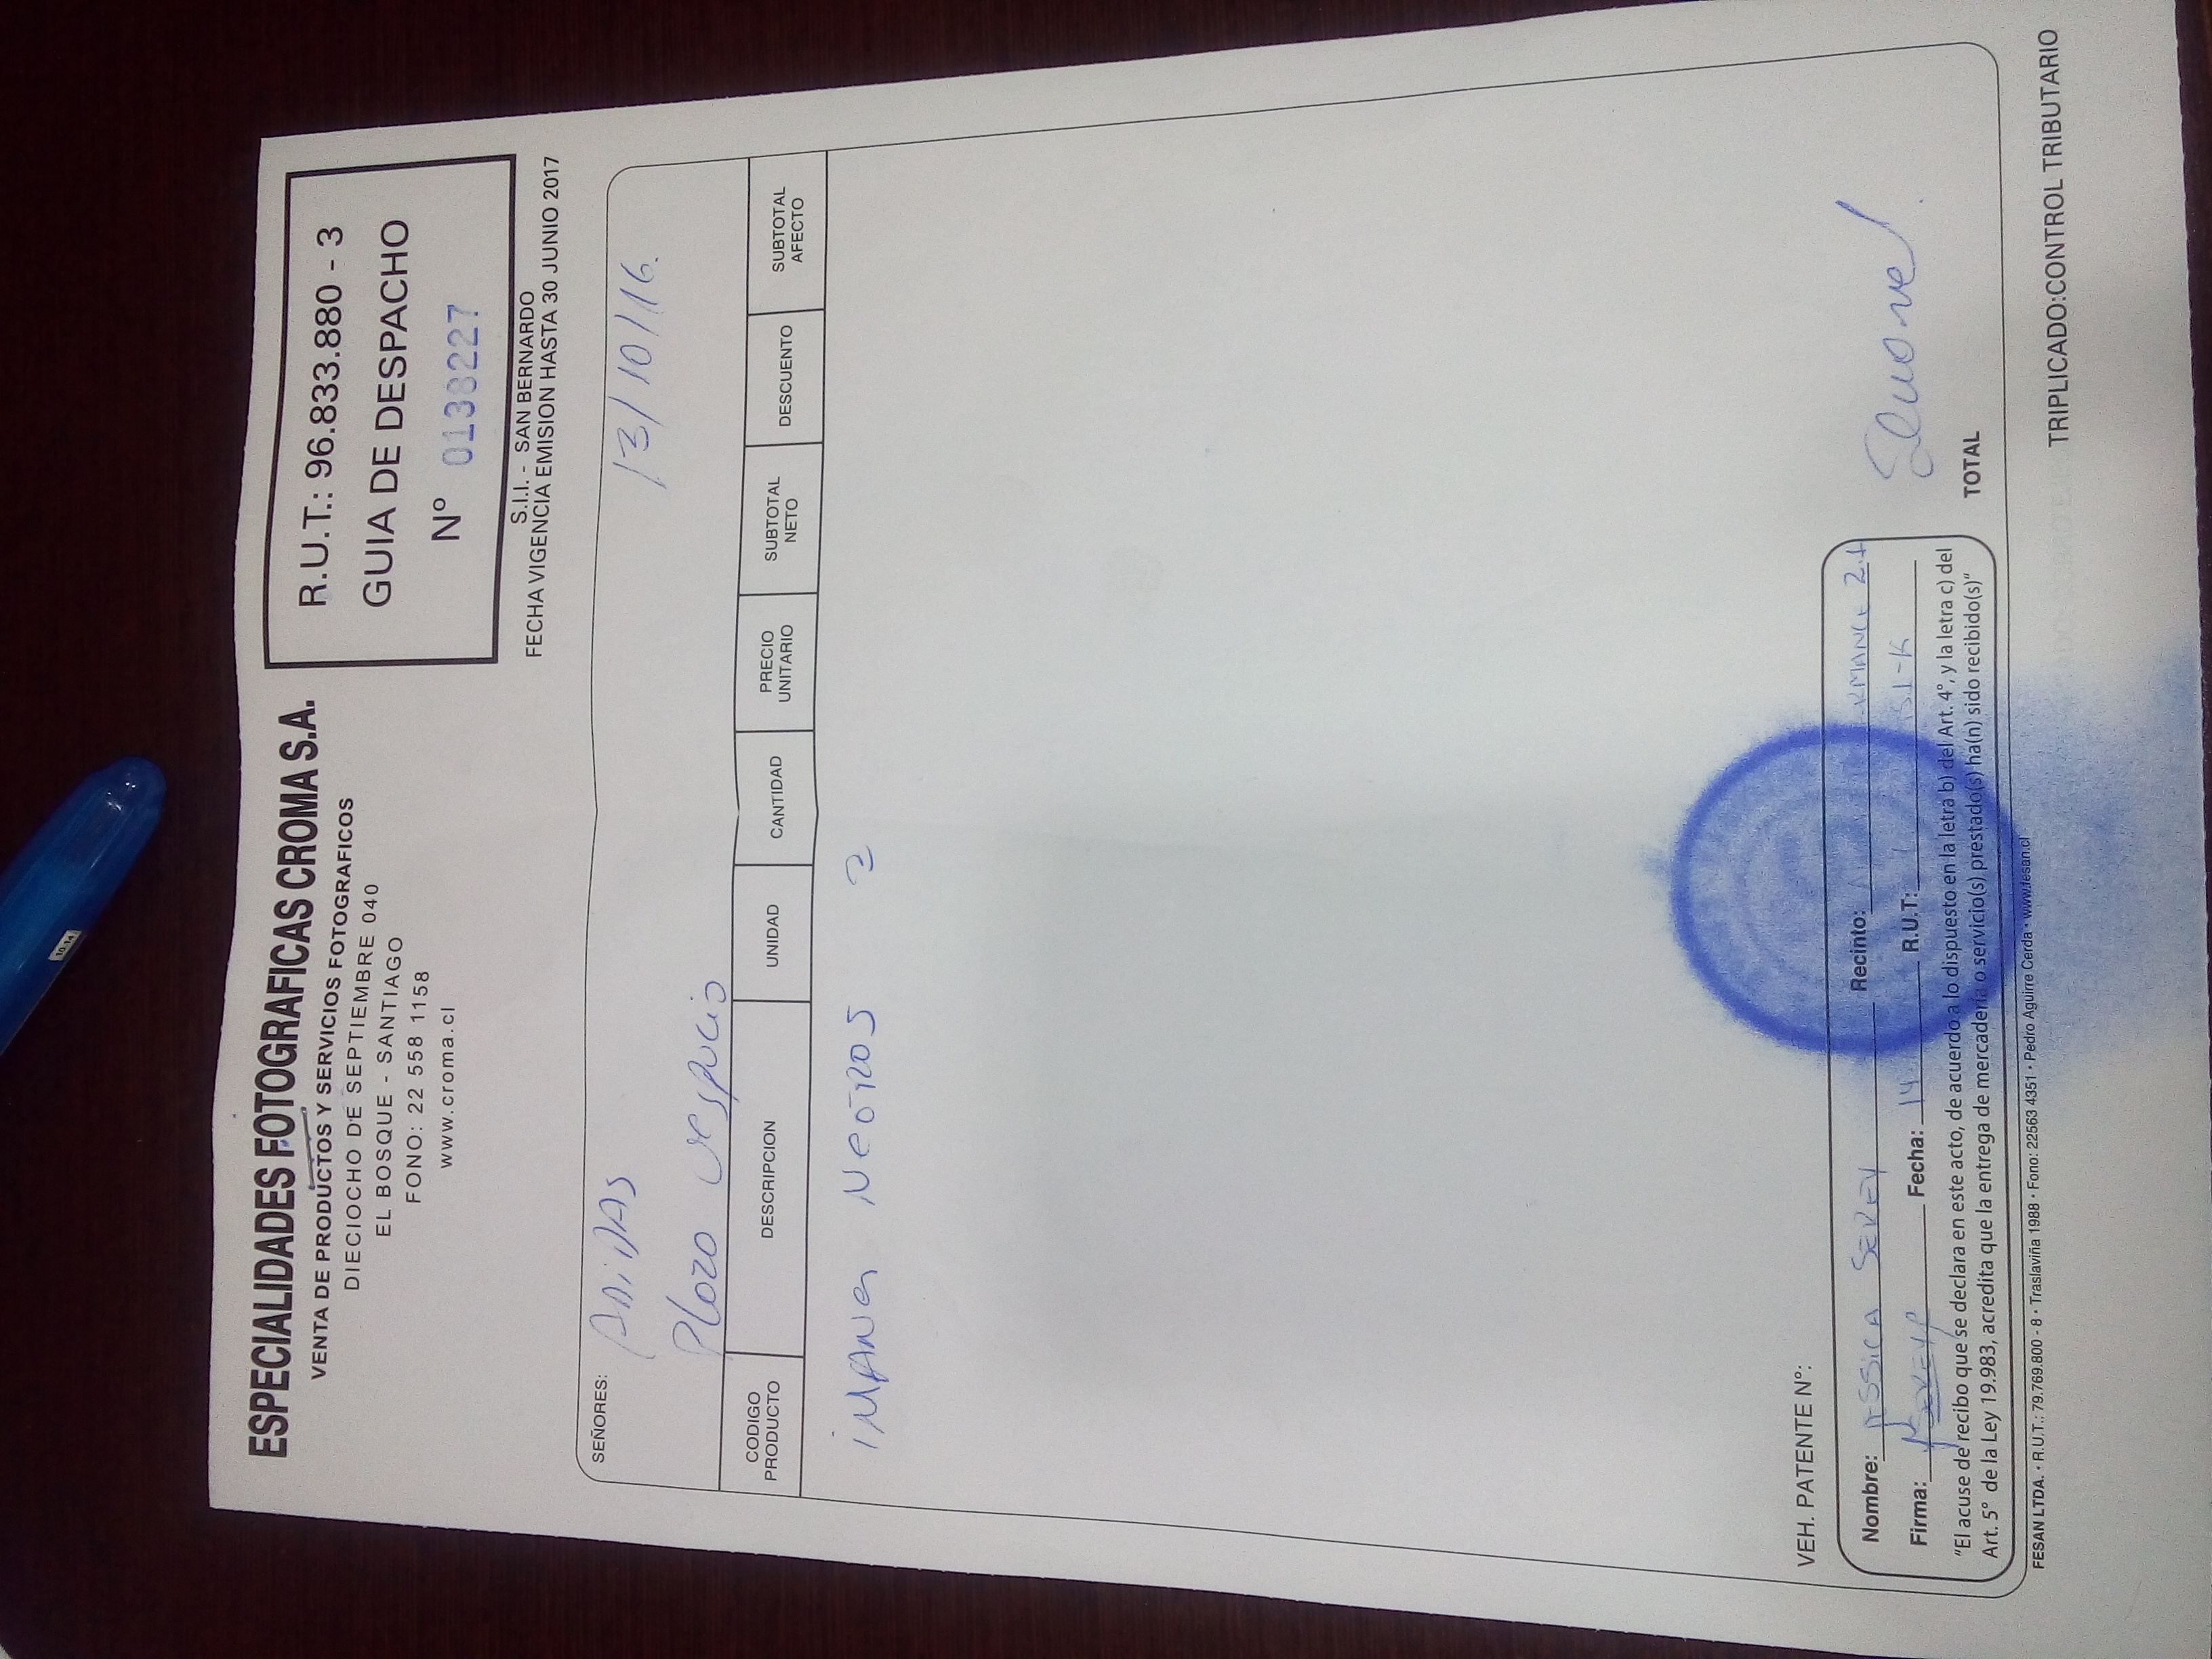 10 14
ESPECIALIDADES FOTOGRAFICAS CROMA S.A.
VENTA DE PRODUCTOS Y SERVICIOS FOTOGRAFICOS
DIECIOCHO DE SEPTIEMBRE 040
EL BOSQUE - SANTIAGO
FONO: 22 558 1158
www.croma.cl
R.U.T.: 96.833.880 - 3
GUIA DE DESPACHO
Nº 0138227
S.I.I. - SAN BERNARDO
FECHA VIGENCIA EMISION HASTA 30 JUNIO 2017
SEÑORES: ADIDAS 13/10/16.
Plaza Vespucio
CODIGO PRODUCTO DESCRIPCION UNIDAD CANTIDAD PRECIO UNITARIO SUBTOTAL NETO DESCUENTO SUBTOTAL AFECTO
IMANES NEGROS 2
VEH. PATENTE Nº:
Nombre: JESSICA SEREY Recinto: RMANCE 2.1
Firma: Fecha: 14 R.U.T: 51-K
"El acuse de recibo que se declara en este acto, de acuerdo a lo dispuesto en la letra b) del Art. 4°, y la letra c) del
Art. 5° de la Ley 19.983, acredita que la entrega de mercadería o servicio(s) prestado(s) ha(n) sido recibido(s)"
TOTAL
FESAN LTDA. • R.U.T.: 79.769.800 - 8 • Traslaviña 1988 • Fono: 22563 4351 • Pedro Aguirre Cerda • www.fesan.cl
TRIPLICADO:CONTROL TRIBUTARIO